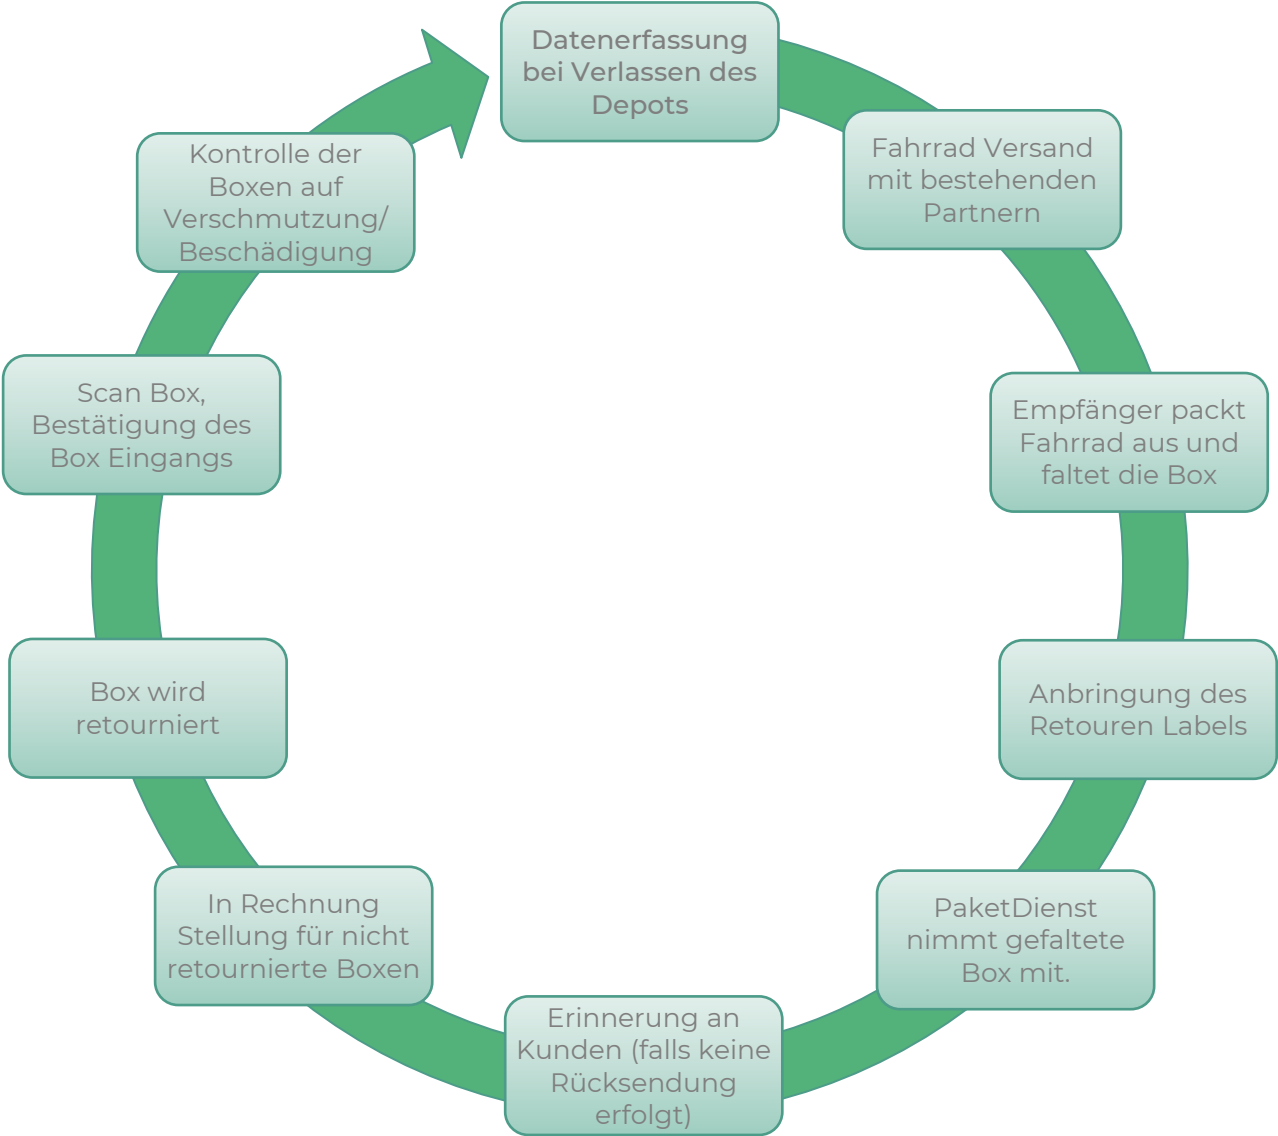 Datenerfassung
bei Verlassen des
Depots
Fahrrad Versand
mit bestehenden
Partnern
Empfänger packt
Fahrrad aus und
faltet die Box
Anbringung des
Retouren Labels
PaketDienst
nimmt gefaltete
Box mit.
Erinnerung an
Kunden (falls keine
Rücksendung
erfolgt)
In Rechnung
Stellung für nicht
retournierte Boxen
Box wird
retourniert
Scan Box,
Bestätigung des
Box Eingangs
Kontrolle der
Boxen auf
Verschmutzung/
Beschädigung